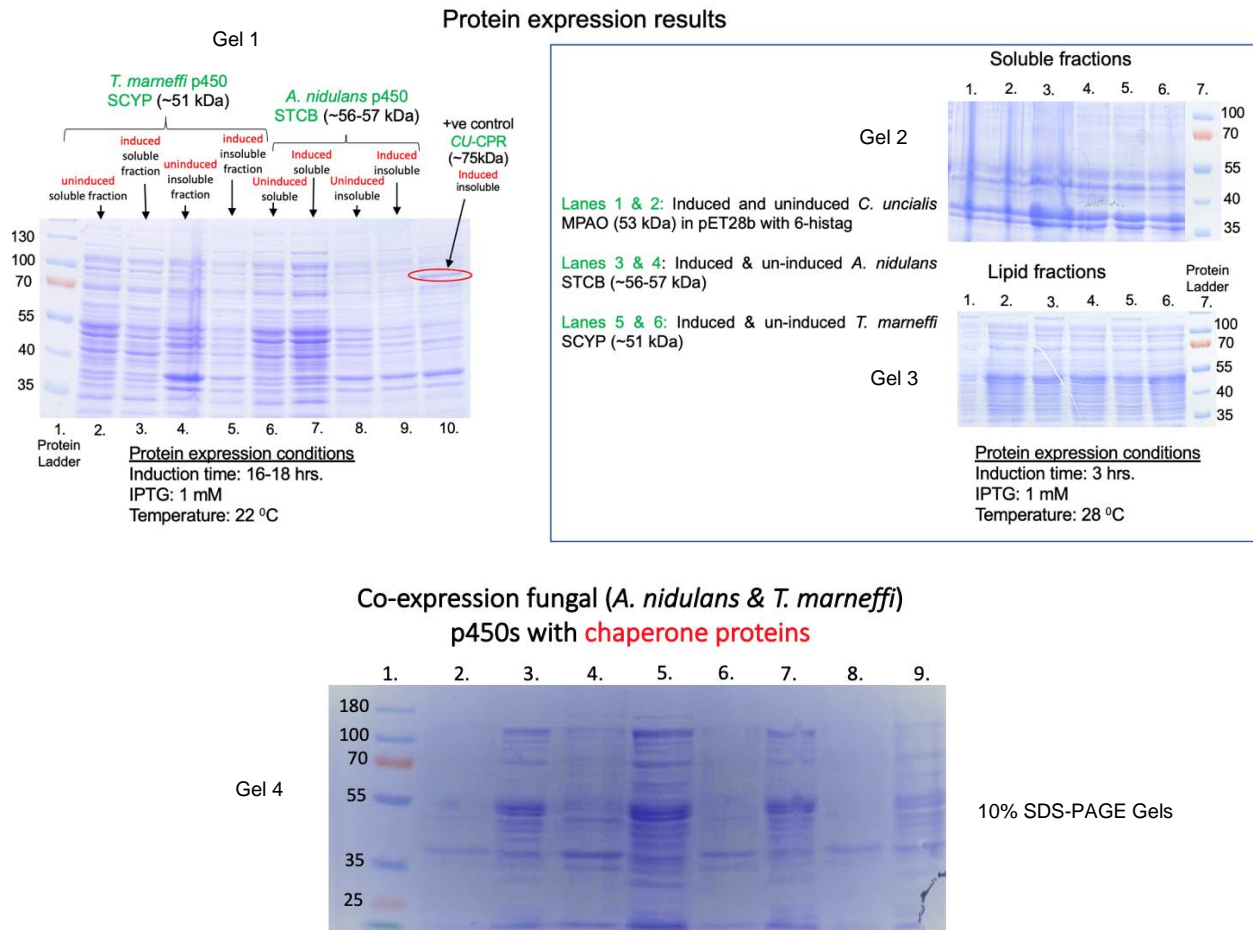 Protein expression results
Gel 1
T. marneffi p450
SCYP (~51 kDa)
A. nidulans p450
STCB (~56-57 kDa)
+ve control
CU-CPR
(~75kDa)
Induced
insoluble
uninduced
soluble fraction
induced
soluble
fraction
uninduced
insoluble
fraction
induced
insoluble
fraction
Uninduced
soluble
Induced
soluble
Uninduced
insoluble
Induced
insoluble
130
100
70
55
40
35
1. 2. 3. 4. 5. 6. 7. 8. 9. 10.
Protein
Ladder
Protein expression conditions
Induction time: 16-18 hrs.
IPTG: 1 mM
Temperature: 22 ⁰C
Soluble fractions
1. 2. 3. 4. 5. 6. 7.
Gel 2
100
70
55
40
35
Lanes 1 & 2: Induced and uninduced C. uncialis
MPAO (53 kDa) in pET28b with 6-histag
Lanes 3 & 4: Induced & un-induced A. nidulans
STCB (~56-57 kDa)
Lanes 5 & 6: Induced & un-induced T. marneffi
SCYP (~51 kDa)
Lipid fractions
Protein
Ladder
1. 2. 3. 4. 5. 6. 7.
Gel 3
100
70
55
40
35
Protein expression conditions
Induction time: 3 hrs.
IPTG: 1 mM
Temperature: 28 ⁰C
Co-expression fungal (A. nidulans & T. marneffi)
p450s with chaperone proteins
1. 2. 3. 4. 5. 6. 7. 8. 9.
180
100
70
55
35
25
Gel 4
10% SDS-PAGE Gels